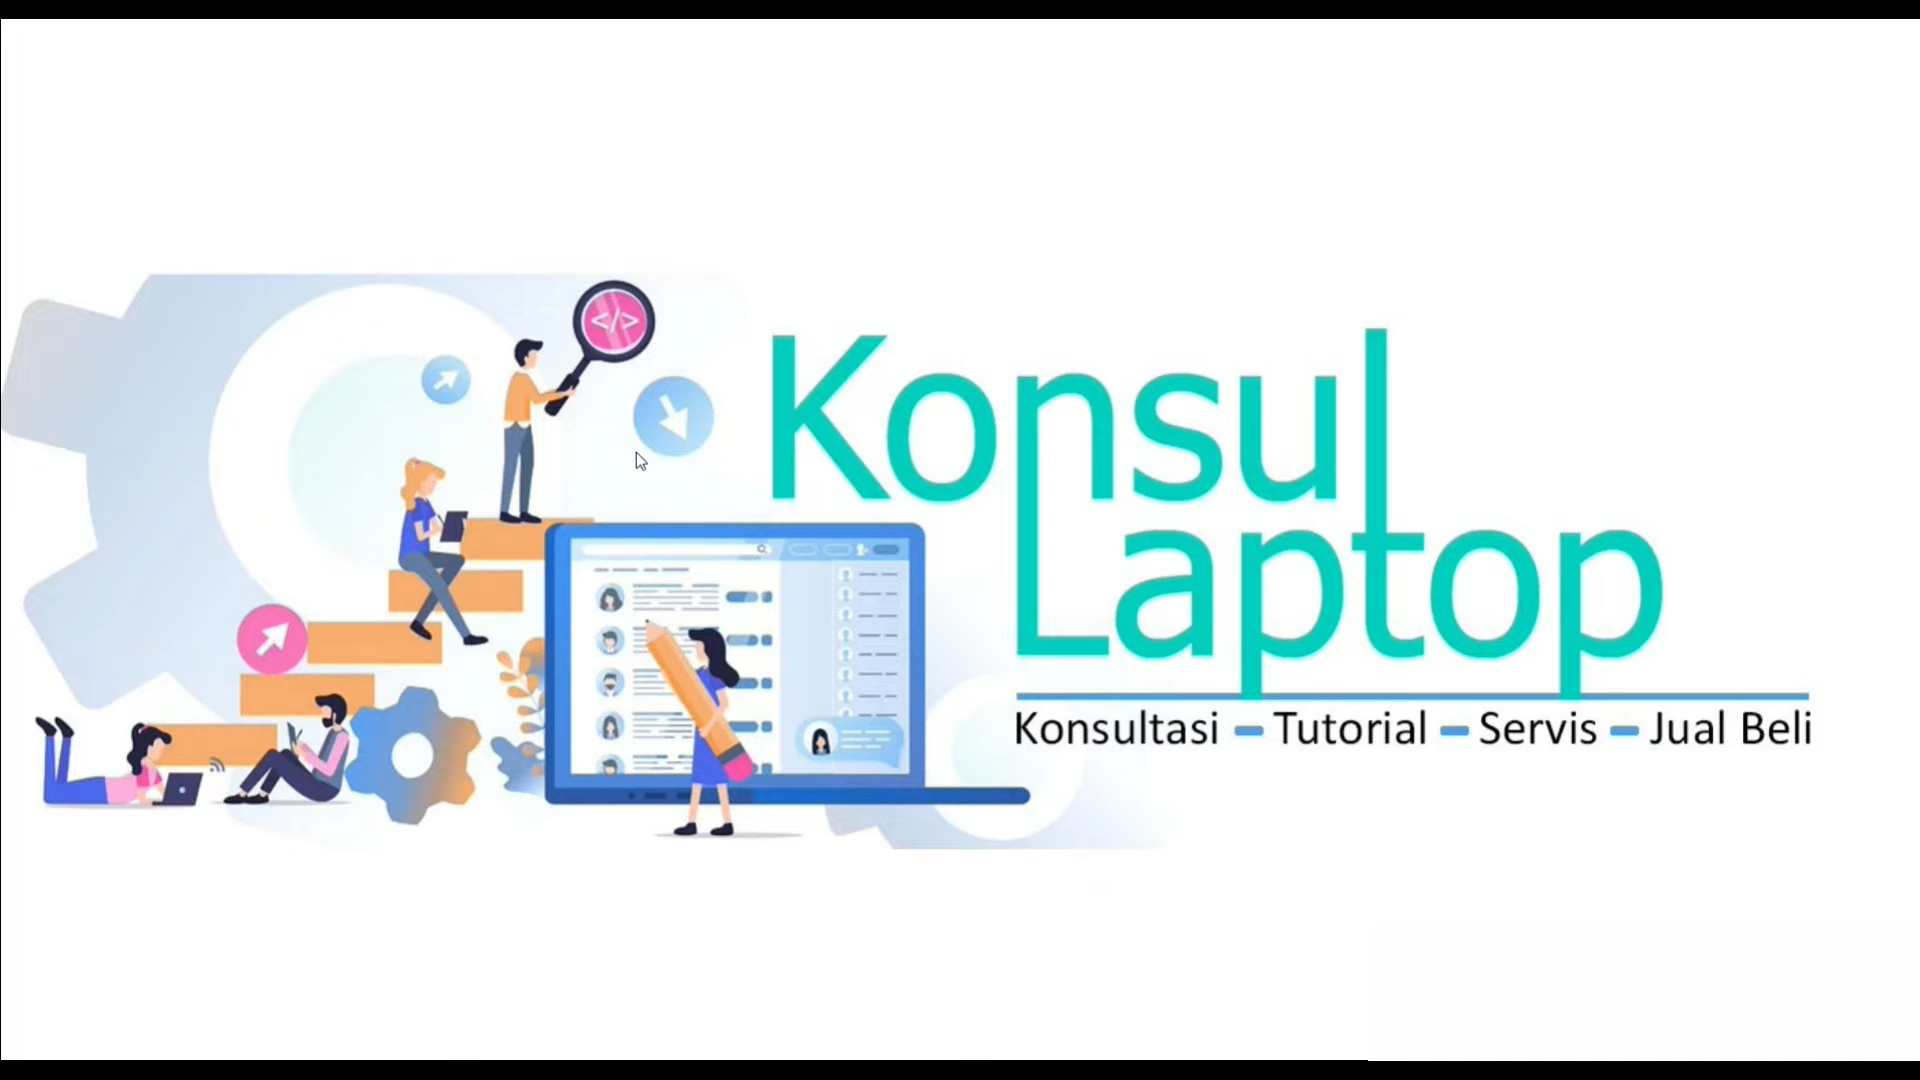 </>
Konsul
Laptop
Konsultasi – Tutorial – Servis – Jual Beli